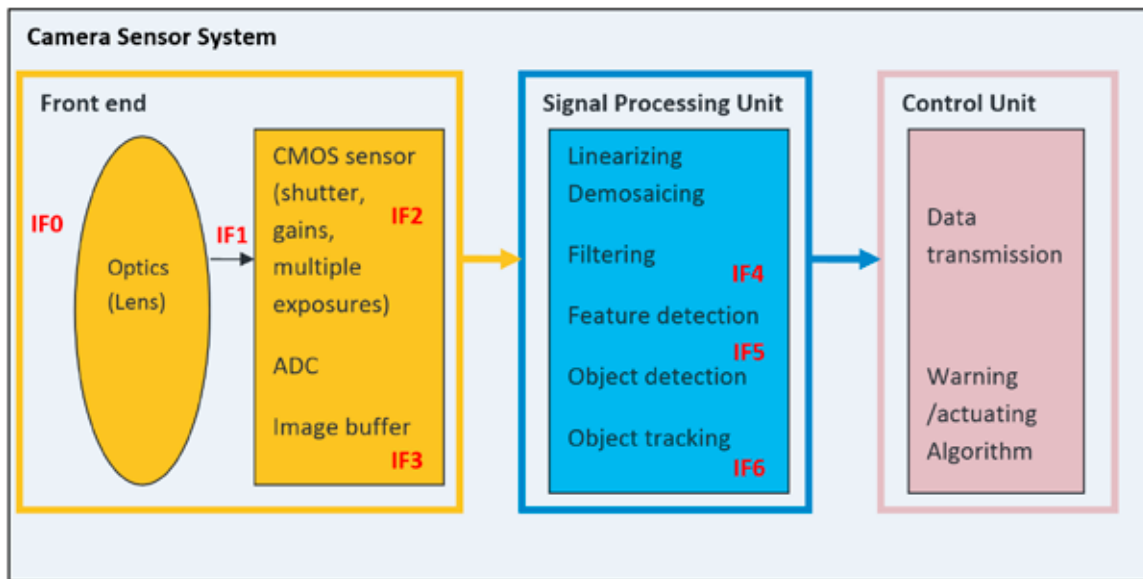 Camera Sensor System
Front end
IF0
Optics
(Lens)
IF1
CMOS sensor
(shutter,
IF2
gains,
multiple
exposures)
ADC
Image buffer
IF3
Signal Processing Unit
Linearizing
Demosaicing
Filtering
IF4
Feature detection
IF5
Object detection
Object tracking
IF6
Control Unit
Data
transmission
Warning
/actuating
Algorithm